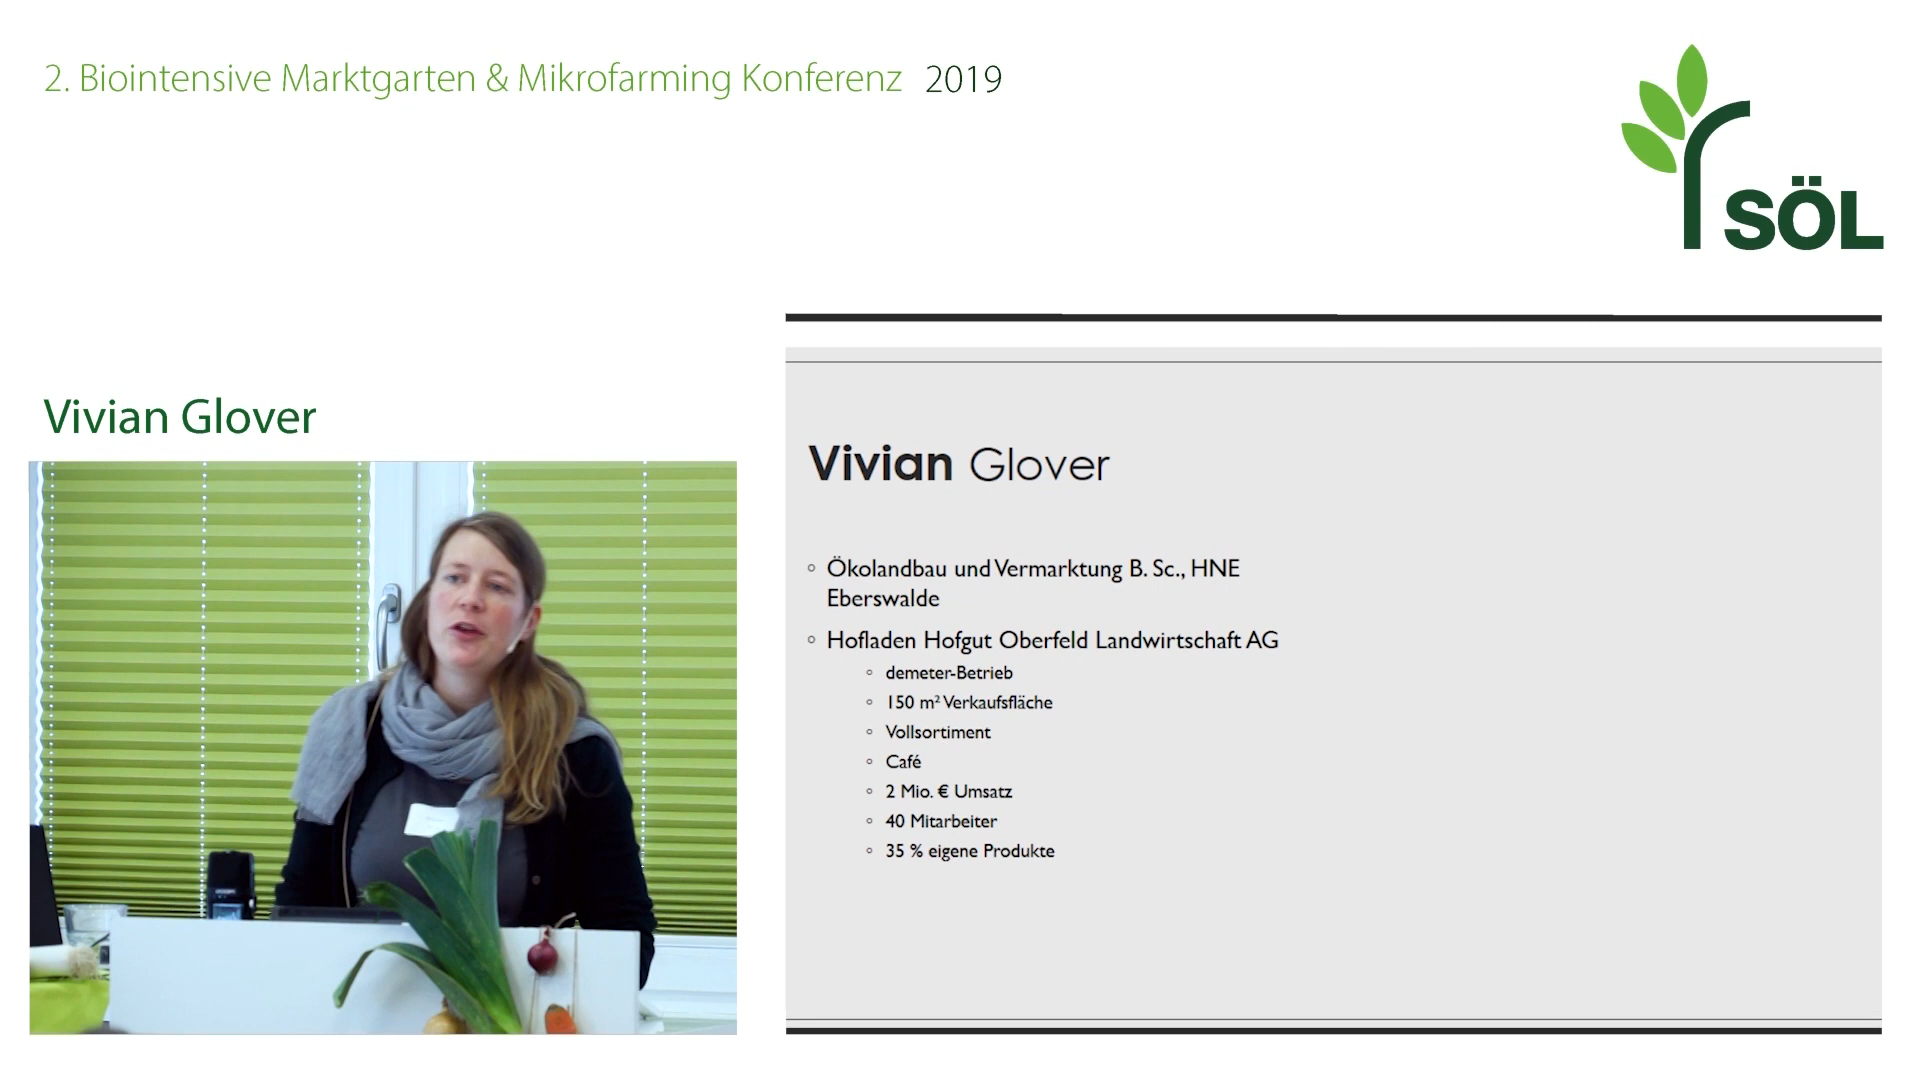 2. Biointensive Marktgarten & Mikrofarming Konferenz 2019
SÖL
Vivian Glover
Vivian Glover
Ökolandbau und Vermarktung B. Sc., HNE
Eberswalde
Hofladen Hofgut Oberfeld Landwirtschaft AG
demeter-Betrieb
150 m² Verkaufsfläche
Vollsortiment
Café
2 Mio. € Umsatz
40 Mitarbeiter
35 % eigene Produkte